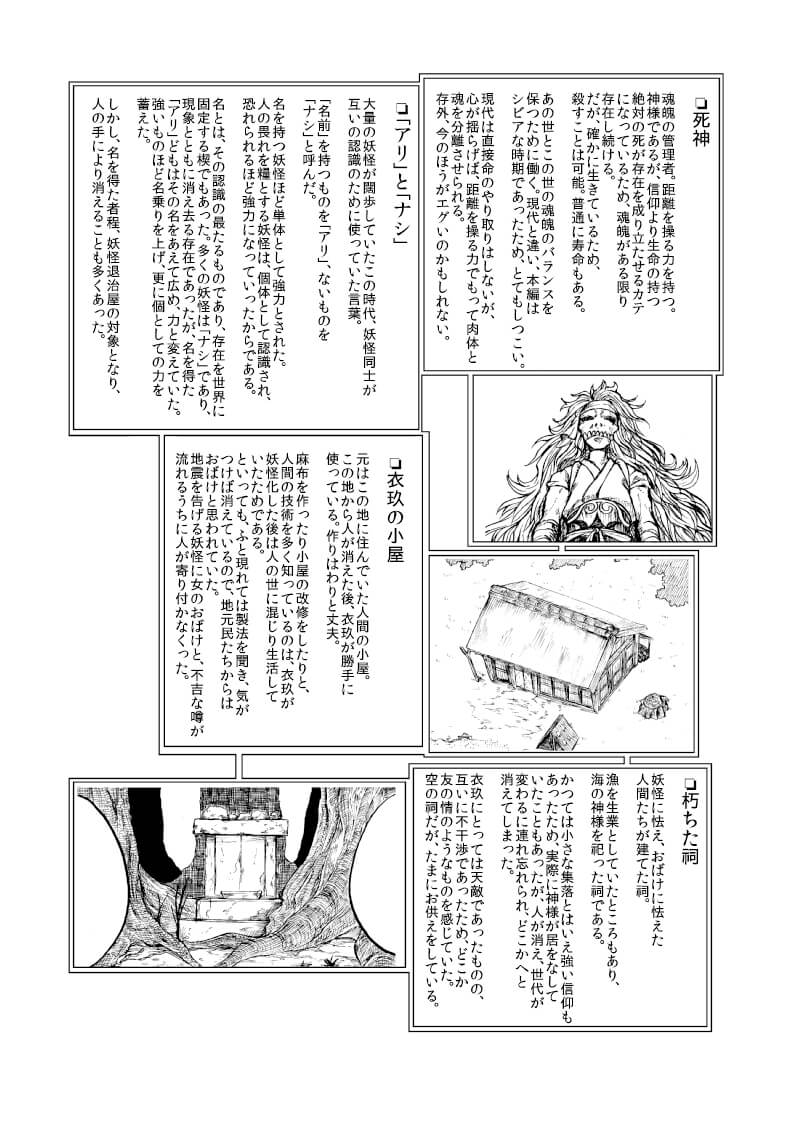 ❏死神
魂魄の管理者。距離を操る力を持つ。
神様であるが、信仰より生命の持つ
絶対の死が存在を成り立たせるカテ
になっているため、魂魄がある限り
存在し続ける。
だが、確かに生きているため、
殺すことは可能。普通に寿命もある。
あの世とこの世の魂魄のバランスを
保つために働く。現代と違い、本編は
シビアな時期であったため、とてもしつこい。
現代は直接命のやり取りはしないが、
心が揺らげば、距離を操る力でもって肉体と
魂を分離させられる。
存外、今のほうがエグいのかもしれない。
❏「アリ」と「ナシ」
大量の妖怪が闊歩していたこの時代、妖怪同士が
互いの認識のために使っていた言葉。
「名前」を持つものを「アリ」、ないものを
「ナシ」と呼んだ。
名を持つ妖怪ほど単体として強力とされた。
人の畏れを糧とする妖怪は、個体として認識され、
恐れられるほど強力になっていったからである。
名とは、その認識の最たるものであり、存在を世界に
固定する楔でもあった。多くの妖怪は「ナシ」であり、
現象とともに消え去る存在であったが、名を得た
「アリ」どもはその名をあえて広め、力と変えていた。
強いものほど名乗りを上げ、更に個としての力を
蓄えた。
しかし、名を得た者程、妖怪退治屋の対象となり、
人の手により消えることも多くあった。
❏衣玖の小屋
元はこの地に住んでいた人間の小屋。
この地から人が消えた後、衣玖が勝手に
使っている。作りはわりと丈夫。
麻布を作ったり小屋の改修をしたりと、
人間の技術を多く知っているのは、衣玖が
妖怪化した後は人の世に混じり生活して
いたためである。
といっても、ふと現れては製法を聞き、気が
つけば消えているので、地元民たちからは
おばけと思われていた。
地震を告げる妖怪に女のおばけと、不吉な噂が
流れるうちに人が寄り付かなくった。
❏朽ちた祠
妖怪に怯え、おばけに怯えた
人間たちが建てた祠。
漁を生業としていたところもあり、
海の神様を祀った祠である。
かつては小さな集落とはいえ強い信仰も
あったため、実際に神様が居をなして
いたこともあったが、人が消え、世代が
変わるに連れ忘れられ、どこかへと
消えてしまった。
衣玖にとっては天敵であったものの、
互いに不干渉であったため、どこか
友の情のようなものを感じていた。
空の祠だが、たまにお供えをしている。